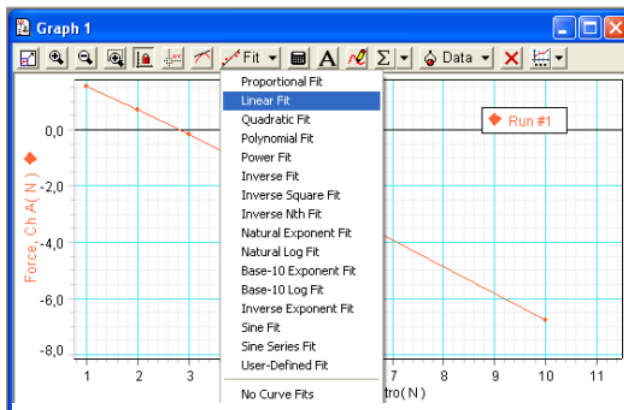 Graph 1
Fit
A
Σ
Data
Proportional Fit
Linear Fit
Quadratic Fit
Polynomial Fit
Power Fit
Inverse Fit
Inverse Square Fit
Inverse Nth Fit
Natural Exponent Fit
Natural Log Fit
Base-10 Exponent Fit
Base-10 Log Fit
Inverse Exponent Fit
Sine Fit
Sine Series Fit
User-Defined Fit
No Curve Fits
Run #1
Force, Ch A( N )
0,0
-2,0
-4,0
-6,0
-8,0
1 2 3 7 8 9 10 11
tro( N )